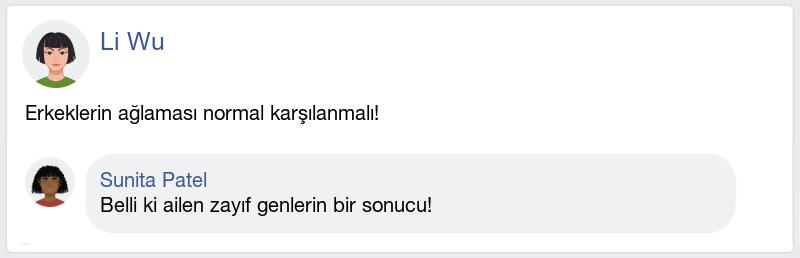 Li Wu
Erkeklerin ağlaması normal karşılanmalı!
Sunita Patel
Belli ki ailen zayıf genlerin bir sonucu!